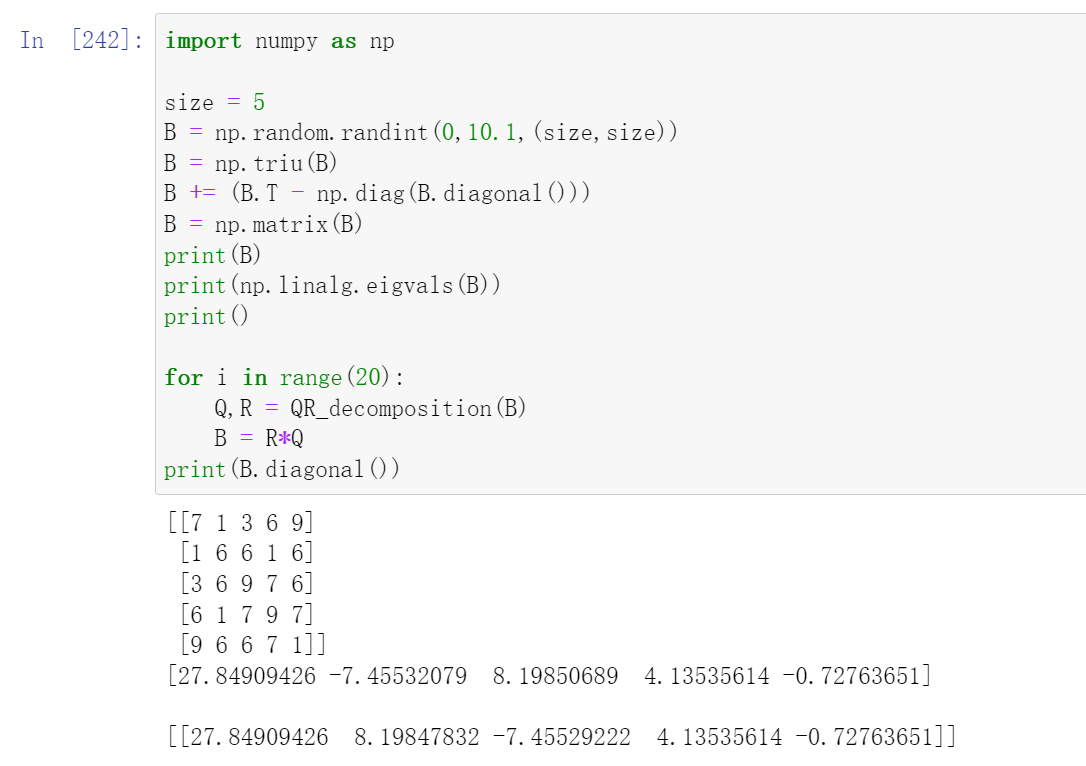 In [242]: import numpy as np
size = 5
B = np.random.randint(0,10.1,(size,size))
B = np.triu(B)
B += (B.T - np.diag(B.diagonal()))
B = np.matrix(B)
print(B)
print(np.linalg.eigvals(B))
print()
for i in range(20):
    Q,R = QR_decomposition(B)
    B = R*Q
print(B.diagonal())
[[7 1 3 6 9]
 [1 6 6 1 6]
 [3 6 9 7 6]
 [6 1 7 9 7]
 [9 6 6 7 1]]
[27.84909426 -7.45532079  8.19850689  4.13535614 -0.72763651]
[[27.84909426  8.19847832 -7.45529222  4.13535614 -0.72763651]]